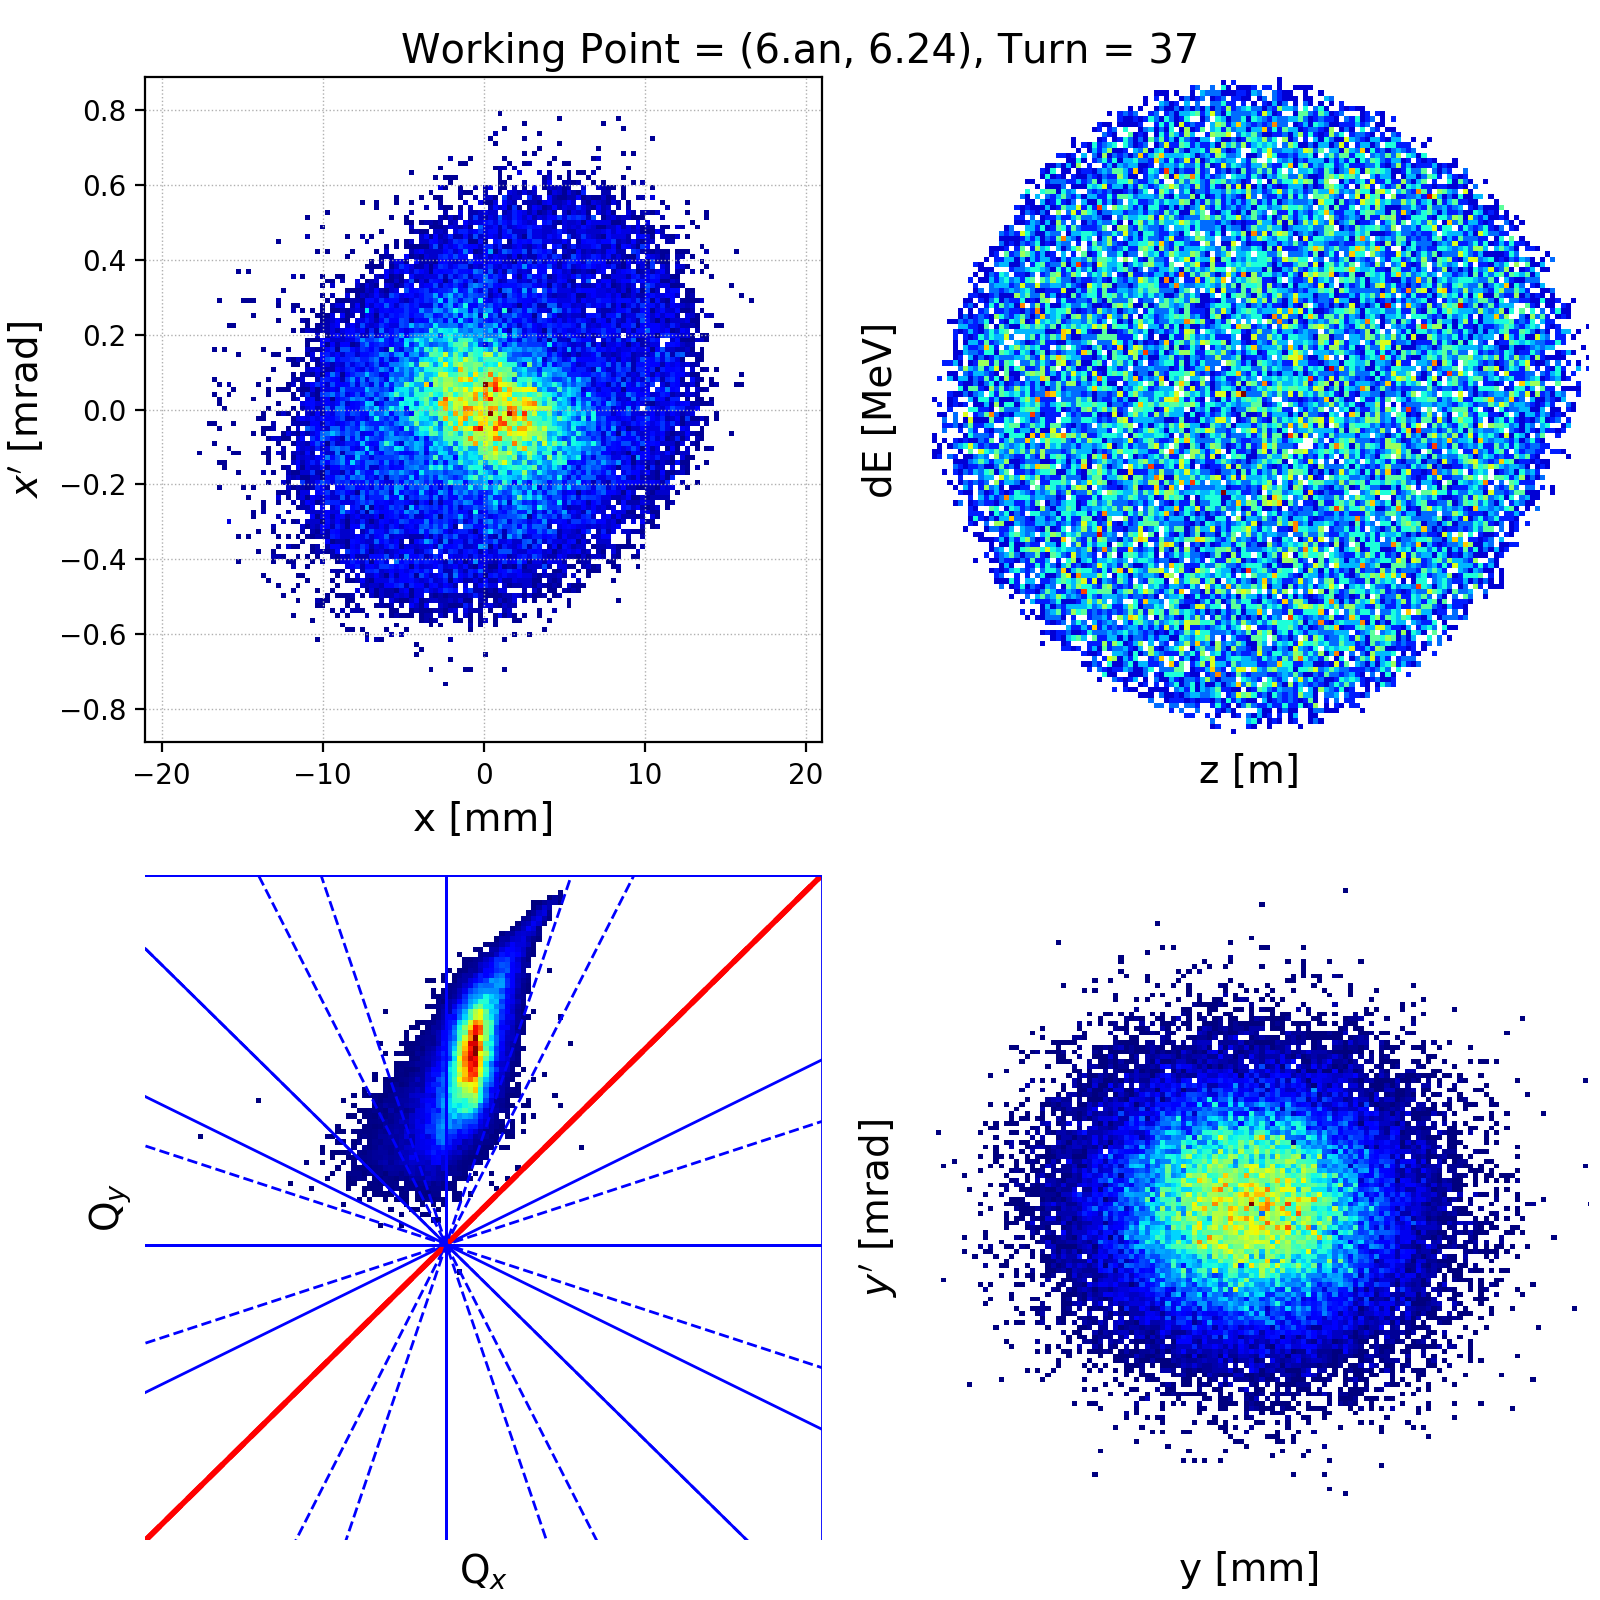 Working Point = (6.an, 6.24), Turn = 37
0.8
0.6
0.4
0.2
0.0
−0.2
−0.4
−0.6
−0.8
x′ [mrad]
−20 −10 0 10 20
x [mm]
dE [MeV]
z [m]
Qy
Qx
y′ [mrad]
y [mm]